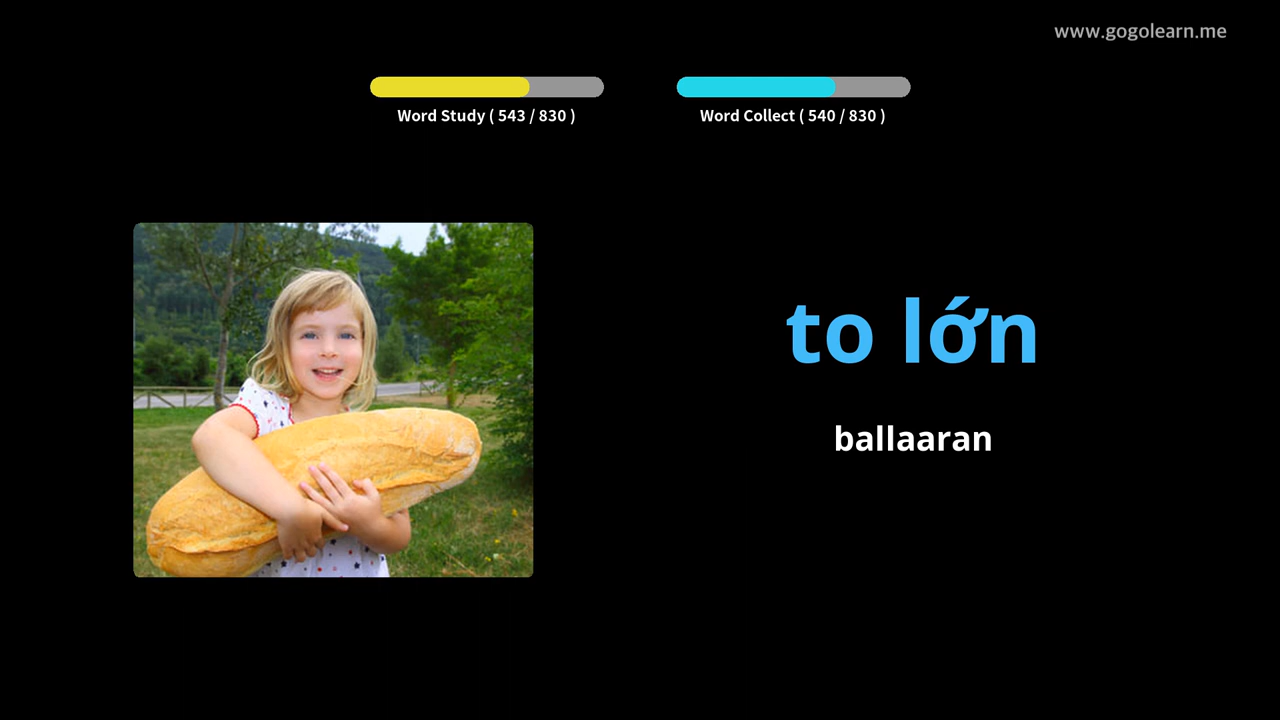 www.gogolearn.me
Word Study ( 543 / 830 )
Word Collect ( 540 / 830 )
to lớn
ballaaran